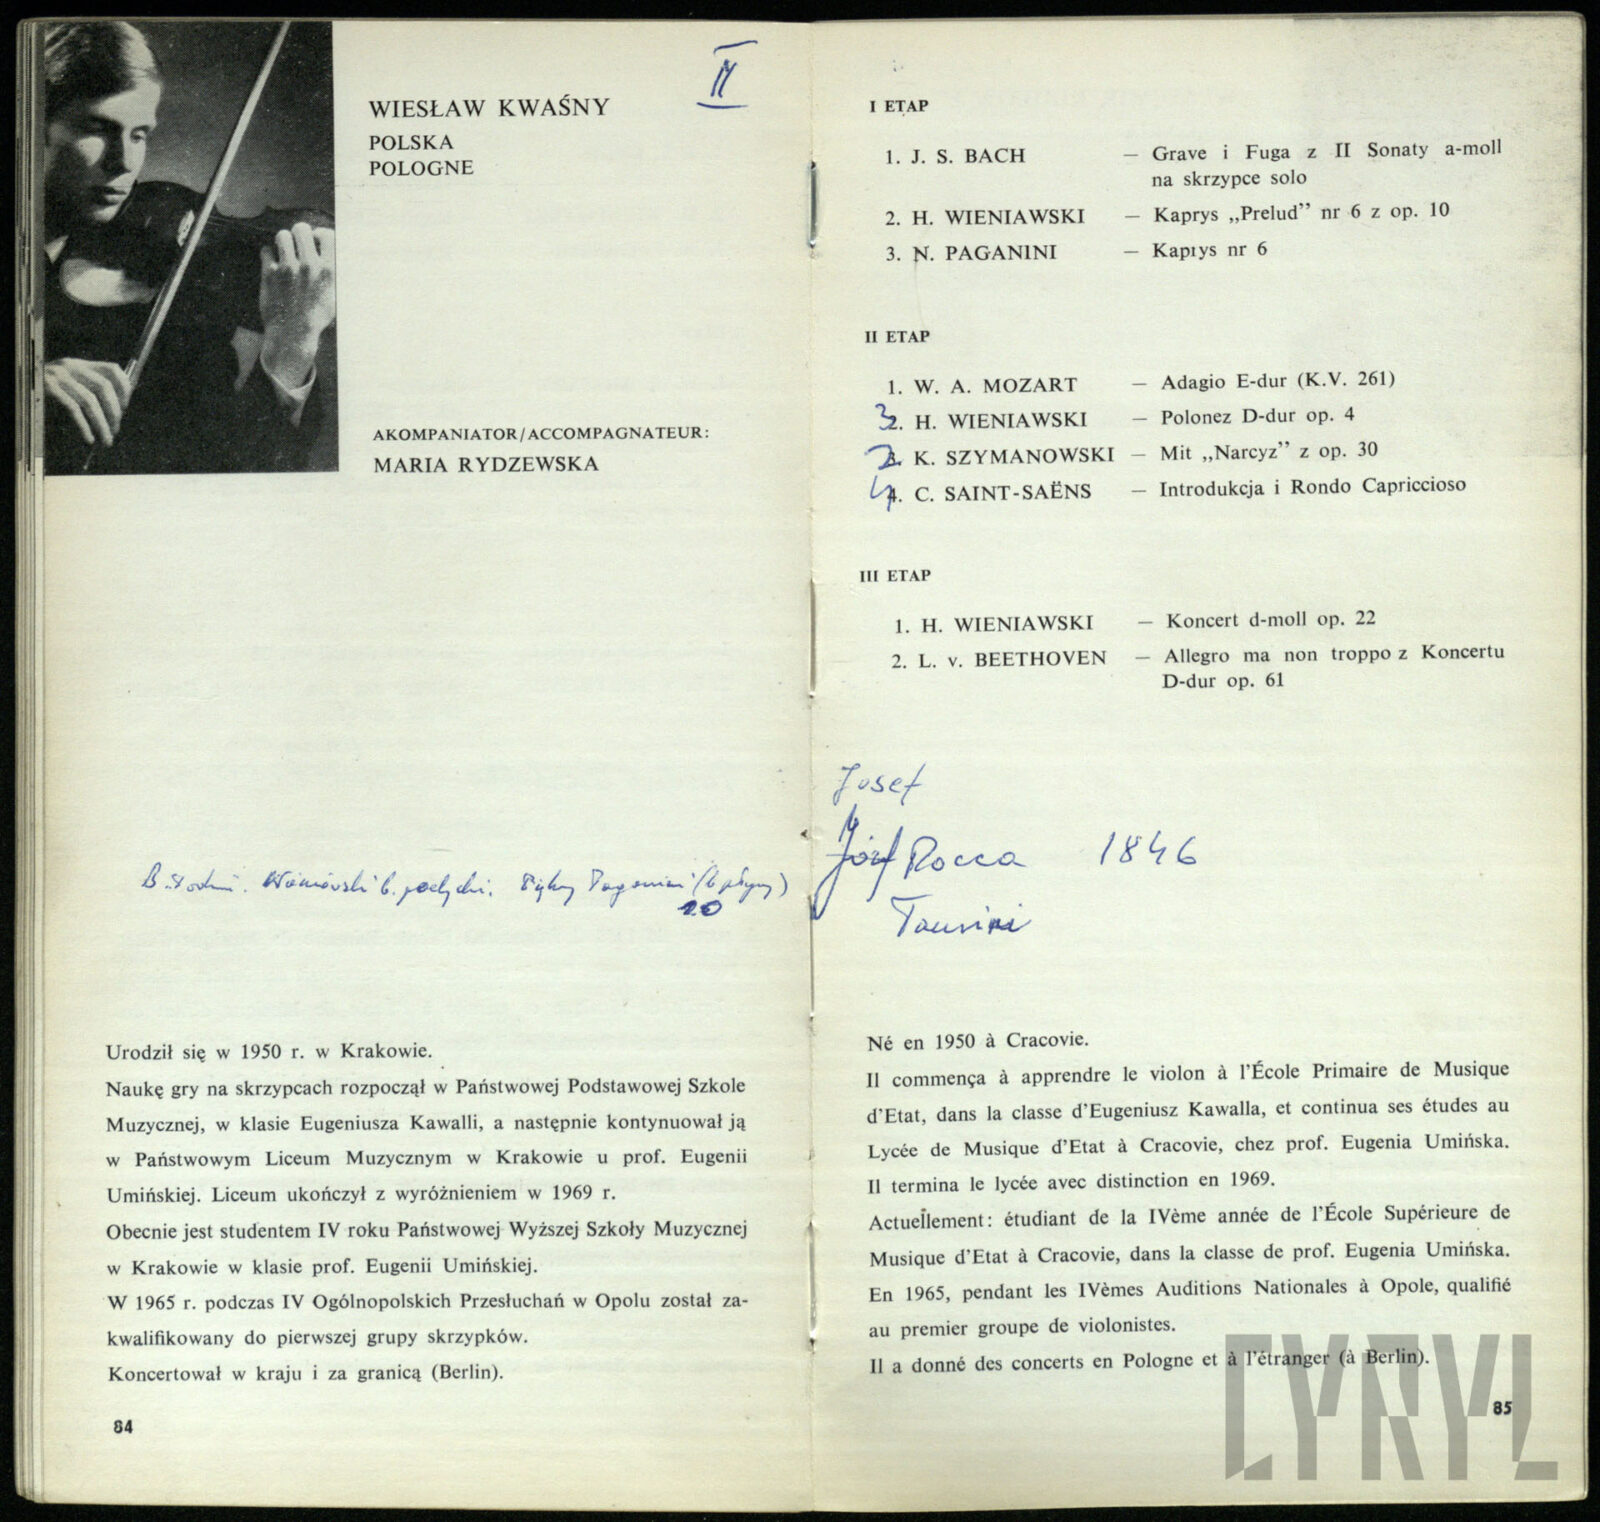 WIESŁAW KWAŚNY
POLSKA
POLOGNE
II
AKOMPANIATOR/ACCOMPAGNATEUR:
MARIA RYDZEWSKA
20
Urodził się w 1950 r. w Krakowie.
Naukę gry na skrzypcach rozpoczął w Państwowej Podstawowej Szkole
Muzycznej, w klasie Eugeniusza Kawalli, a następnie kontynuował ją
w Państwowym Liceum Muzycznym w Krakowie u prof. Eugenii
Umińskiej. Liceum ukończył z wyróżnieniem w 1969 r.
Obecnie jest studentem IV roku Państwowej Wyższej Szkoły Muzycznej
w Krakowie w klasie prof. Eugenii Umińskiej.
W 1965 r. podczas IV Ogólnopolskich Przesłuchań w Opolu został za-
kwalifikowany do pierwszej grupy skrzypków.
Koncertował w kraju i za granicą (Berlin).
84
I ETAP
1. J. S. BACH — Grave i Fuga z II Sonaty a-moll
na skrzypce solo
2. H. WIENIAWSKI — Kaprys „Prelud” nr 6 z op. 10
3. N. PAGANINI — Kaprys nr 6
II ETAP
1. W. A. MOZART — Adagio E-dur (K.V. 261)
3 2. H. WIENIAWSKI — Polonez D-dur op. 4
2 3. K. SZYMANOWSKI — Mit „Narcyz” z op. 30
4 4. C. SAINT-SAËNS — Introdukcja i Rondo Capriccioso
III ETAP
1. H. WIENIAWSKI — Koncert d-moll op. 22
2. L. v. BEETHOVEN — Allegro ma non troppo z Koncertu
D-dur op. 61
Josef
Józef Rocca 1846
Né en 1950 à Cracovie.
Il commença à apprendre le violon à l’École Primaire de Musique
d’Etat, dans la classe d’Eugeniusz Kawalla, et continua ses études au
Lycée de Musique d’Etat à Cracovie, chez prof. Eugenia Umińska.
Il termina le lycée avec distinction en 1969.
Actuellement: étudiant de la IVème année de l’École Supérieure de
Musique d’Etat à Cracovie, dans la classe de prof. Eugenia Umińska.
En 1965, pendant les IVèmes Auditions Nationales à Opole, qualifié
au premier groupe de violonistes.
Il a donné des concerts en Pologne et à l’étranger (à Berlin).
85
CYRYL